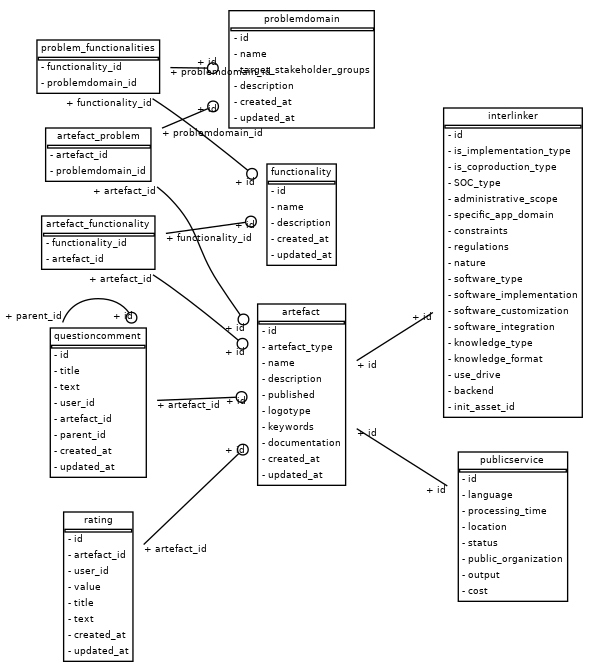 problemdomain
- id
- name
- target_stakeholder_groups
- description
- created_at
- updated_at
problem_functionalities
- functionality_id
- problemdomain_id
+ id
+ problemdomain_id
+ functionality_id
+ id
+ problemdomain_id
artefact_problem
- artefact_id
- problemdomain_id
+ artefact_id
+ id
functionality
- id
- name
- description
- created_at
- updated_at
artefact_functionality
- functionality_id
- artefact_id
+ id
+ functionality_id
+ artefact_id
interlinker
- id
- is_implementation_type
- is_coproduction_type
- SOC_type
- administrative_scope
- specific_app_domain
- constraints
- regulations
- nature
- software_type
- software_implementation
- software_customization
- software_integration
- knowledge_type
- knowledge_format
- use_drive
- backend
- init_asset_id
+ parent_id
+ id
questioncomment
- id
- title
- text
- user_id
- artefact_id
- parent_id
- created_at
- updated_at
+ id
+ id
+ artefact_id
+ id
+ id
artefact
- id
- artefact_type
- name
- description
- published
- logotype
- keywords
- documentation
- created_at
- updated_at
+ id
+ id
+ id
+ id
publicservice
- id
- language
- processing_time
- location
- status
- public_organization
- output
- cost
rating
- id
- artefact_id
- user_id
- value
- title
- text
- created_at
- updated_at
+ artefact_id